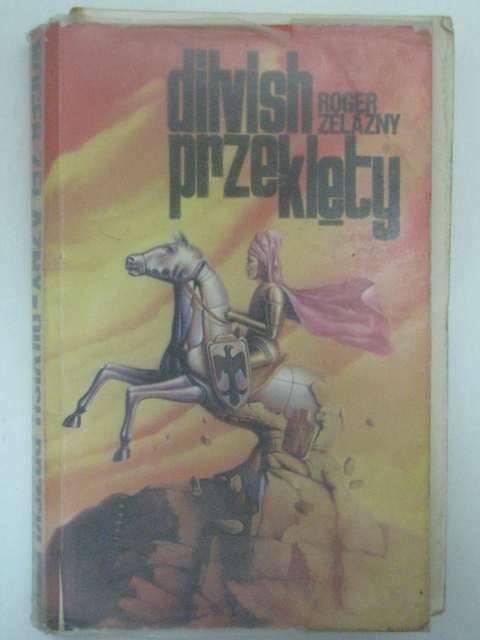 dilvish
ROGER
ZELAZNY
przeklęty